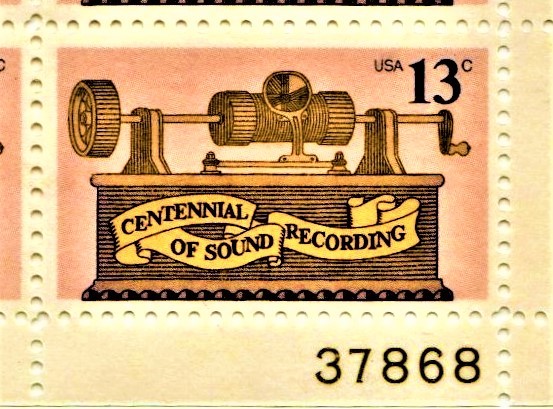 USA 13c
CENTENNIAL
OF SOUND
RECORDING
37868